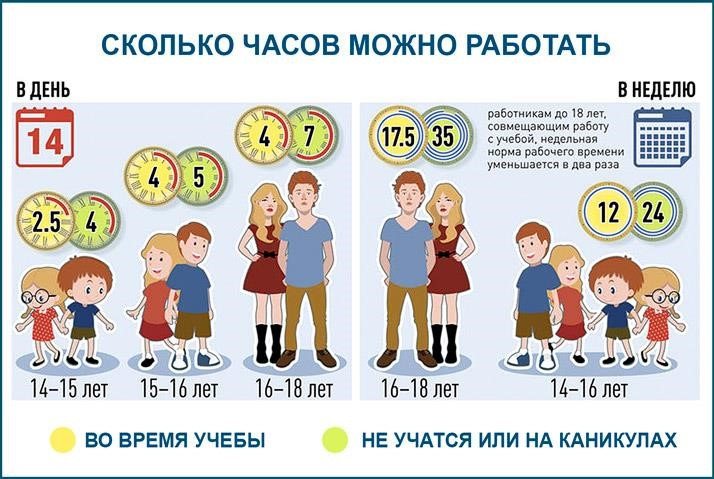 СКОЛЬКО ЧАСОВ МОЖНО РАБОТАТЬ
В ДЕНЬ
14
2.5 4
4 5
4 7
14–15 лет
15–16 лет
16–18 лет
В НЕДЕЛЮ
17.5 35
работникам до 18 лет,
совмещающим работу
с учебой, недельная
норма рабочего времени
уменьшается в два раза
12 24
16–18 лет
14–16 лет
ВО ВРЕМЯ УЧЕБЫ
НЕ УЧАТСЯ ИЛИ НА КАНИКУЛАХ